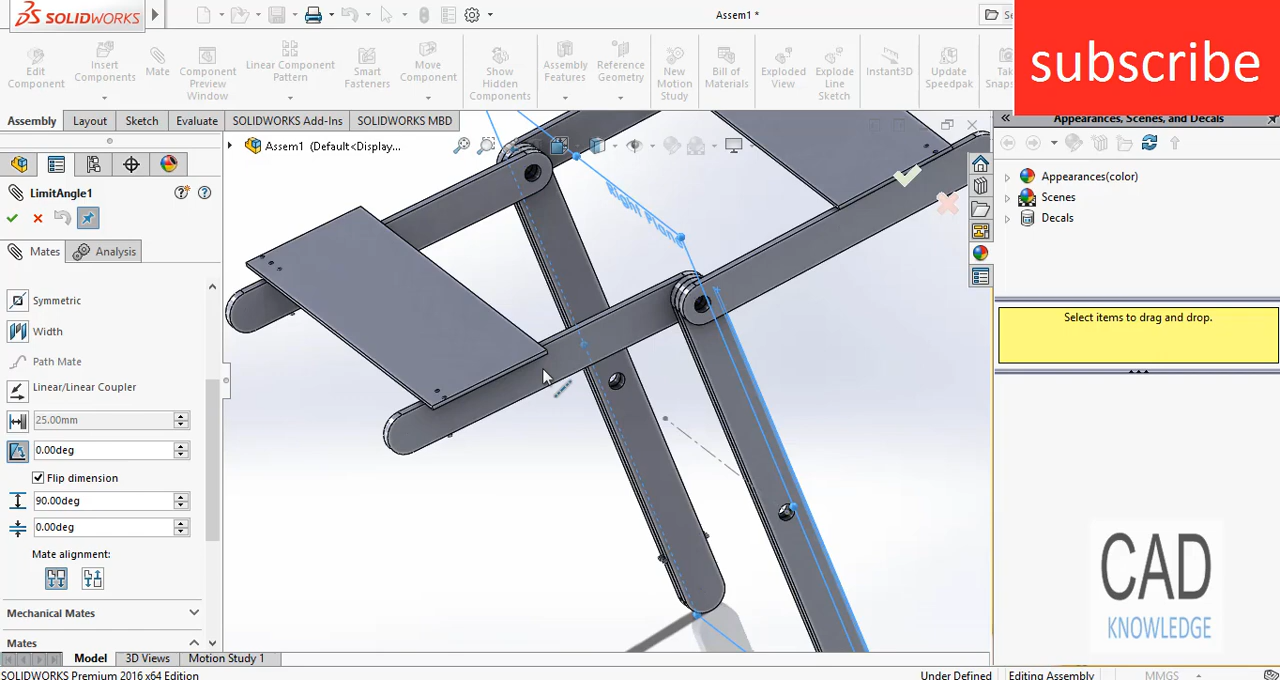 SOLIDWORKS
Assem1 *
subscribe
Edit Component
Insert Components
Mate
Component Preview Window
Linear Component Pattern
Smart Fasteners
Move Component
Show Hidden Components
Assembly Features
Reference Geometry
New Motion Study
Bill of Materials
Exploded View
Explode Line Sketch
Instant3D
Update Speedpak
Assembly
Layout
Sketch
Evaluate
SOLIDWORKS Add-Ins
SOLIDWORKS MBD
Assem1 (Default<Display...
Appearances, Scenes, and Decals
Appearances(color)
Scenes
Decals
Select items to drag and drop.
LimitAngle1
Mates
Analysis
Symmetric
Width
Path Mate
Linear/Linear Coupler
25.00mm
0.00deg
Flip dimension
90.00deg
0.00deg
Mate alignment:
Mechanical Mates
Mates
Right Plane
CAD
KNOWLEDGE
Model
3D Views
Motion Study 1
SOLIDWORKS Premium 2016 x64 Edition
Under Defined
Editing Assembly
MMGS